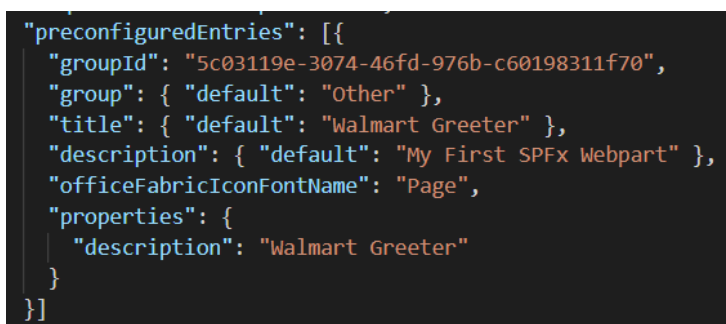 "preconfiguredEntries": [{
"groupId": "5c03119e-3074-46fd-976b-c60198311f70",
"group": { "default": "Other" },
"title": { "default": "Walmart Greeter" },
"description": { "default": "My First SPFx Webpart" },
"officeFabricIconFontName": "Page",
"properties": {
"description": "Walmart Greeter"
}
}]